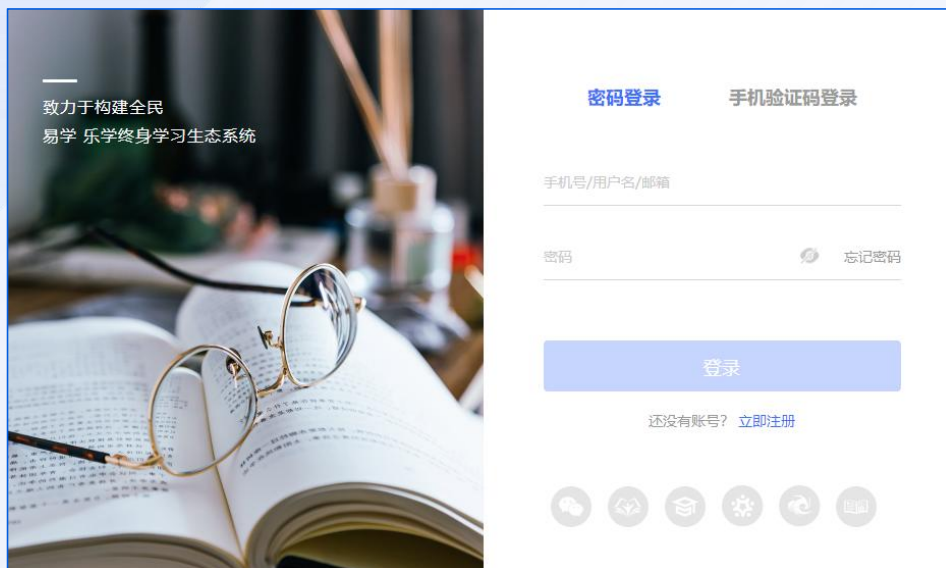 致力于构建全民
易学 乐学终身学习生态系统
密码登录 手机验证码登录
手机号/用户名/邮箱
密码 忘记密码
登录
还没有账号? 立即注册